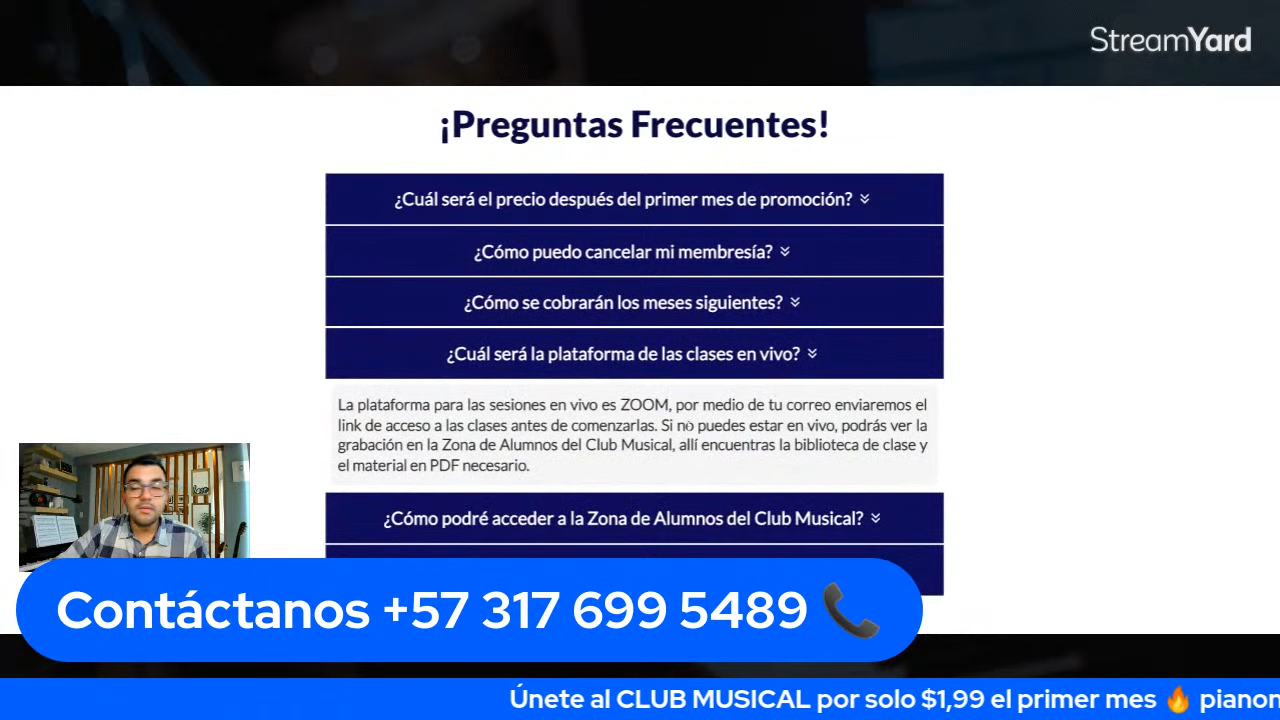 StreamYard
¡Preguntas Frecuentes!
¿Cuál será el precio después del primer mes de promoción?
¿Cómo puedo cancelar mi membresía?
¿Cómo se cobrarán los meses siguientes?
¿Cuál será la plataforma de las clases en vivo?
La plataforma para las sesiones en vivo es ZOOM, por medio de tu correo enviaremos el
link de acceso a las clases antes de comenzarlas. Si no puedes estar en vivo, podrás ver la
grabación en la Zona de Alumnos del Club Musical, allí encuentras la biblioteca de clase y
el material en PDF necesario.
¿Cómo podré acceder a la Zona de Alumnos del Club Musical?
Contáctanos +57 317 699 5489
Únete al CLUB MUSICAL por solo $1,99 el primer mes 🔥 pianon